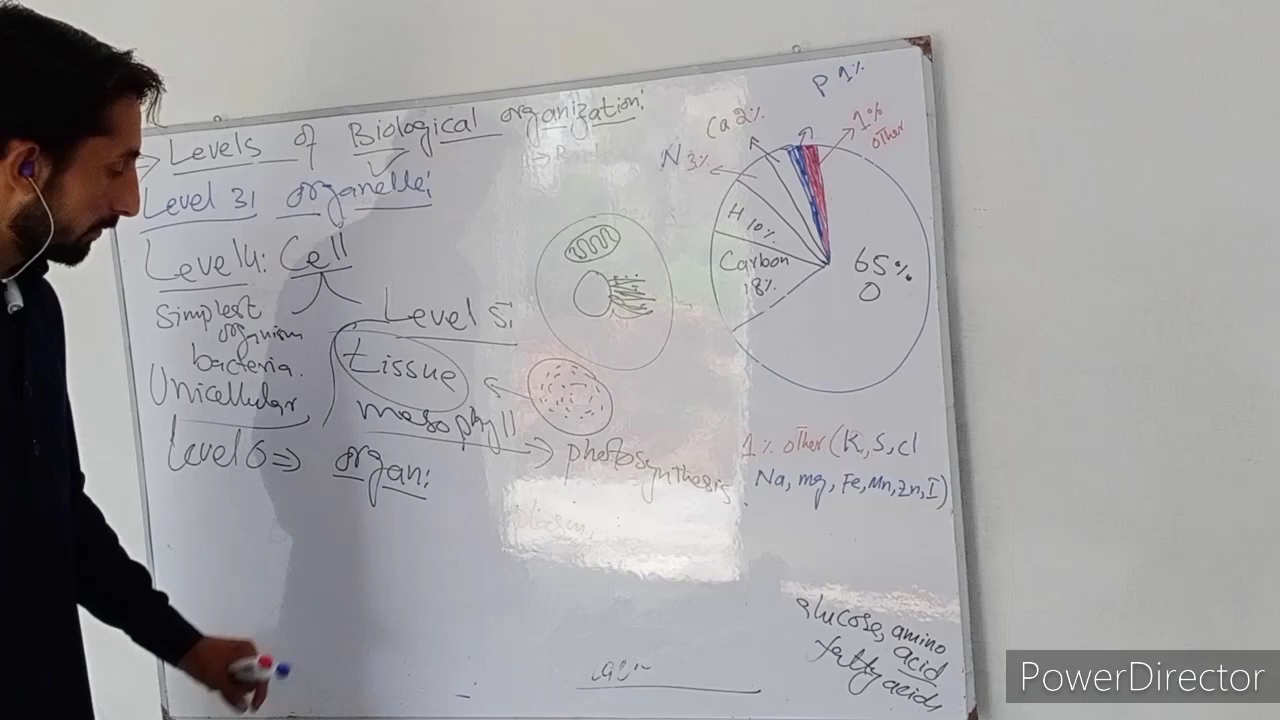 → Levels of Biological organization:
Level 3: organelle:
Level 4: Cell
Simplest
organism
bacteria.
Unicellular,
Level 5:
tissue
mesophyll
→ photosynthesis.
Level 6 ⇒ organ:
P 1%
Ca 2%
1%
other
N 3%
H 10%
Carbon
18%
65%
O
1% other (K, S, Cl
Na, mg, Fe, Mn, Zn, I)
glucose, amino
acid
fatty acids,
PowerDirector